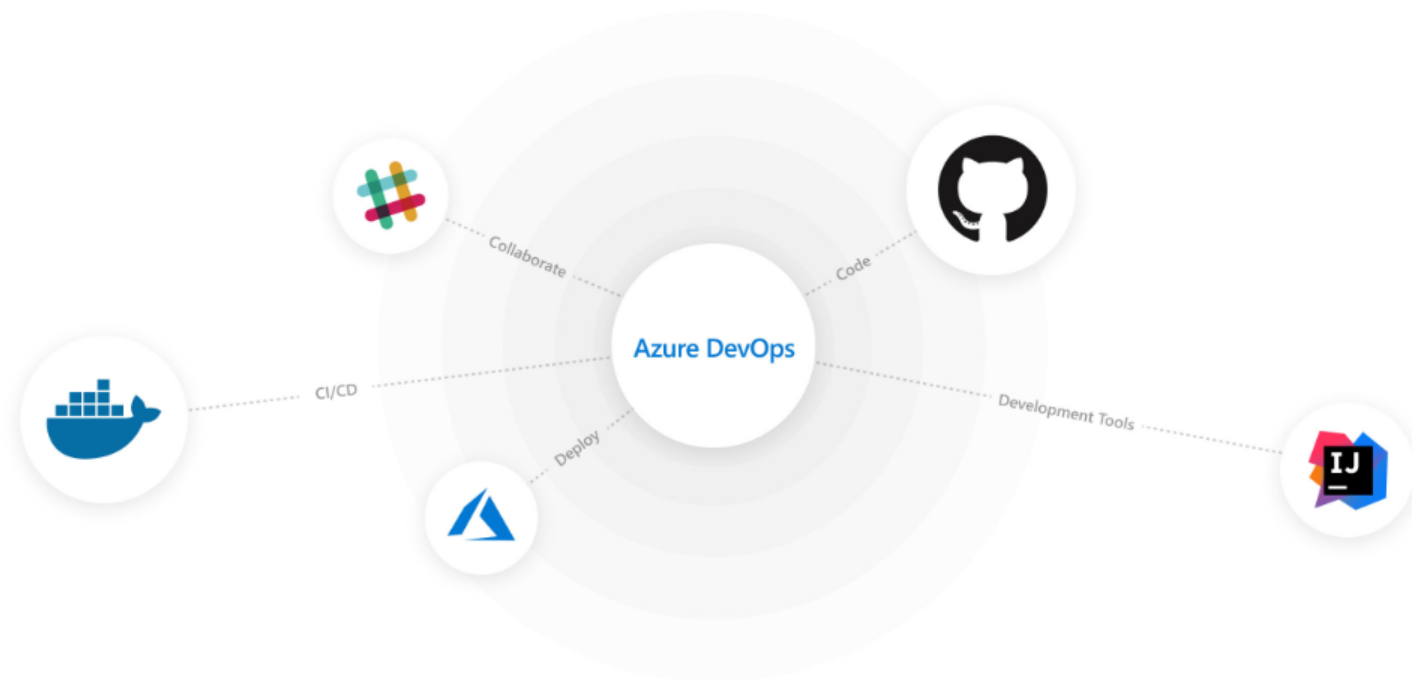 Collaborate
Code
Azure DevOps
CI/CD
Development Tools
Deploy
IJ